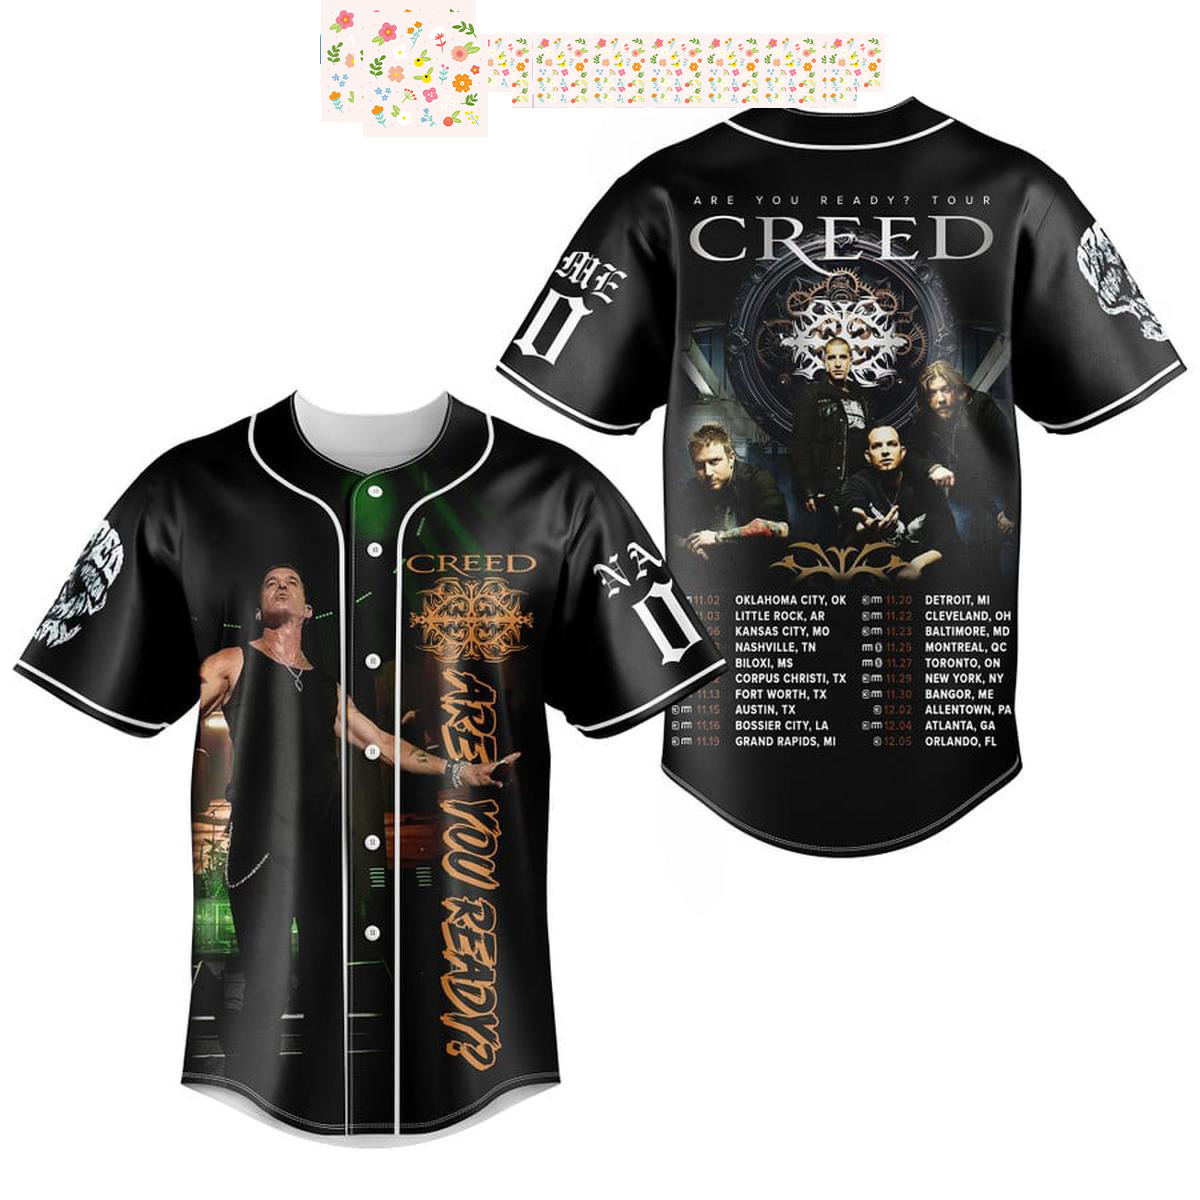 ARE YOU READY? TOUR
CREED
ME
0
11.02 OKLAHOMA CITY, OK 11.20 DETROIT, MI
.03 LITTLE ROCK, AR 11.22 CLEVELAND, OH
06 KANSAS CITY, MO 11.23 BALTIMORE, MD
NASHVILLE, TN 11.25 MONTREAL, QC
BILOXI, MS 11.27 TORONTO, ON
CORPUS CHRISTI, TX 11.29 NEW YORK, NY
11.13 FORT WORTH, TX 11.30 BANGOR, ME
11.15 AUSTIN, TX 12.02 ALLENTOWN, PA
11.16 BOSSIER CITY, LA 12.04 ATLANTA, GA
11.19 GRAND RAPIDS, MI 12.05 ORLANDO, FL
CREED
ARE YOU READY?
NA
0